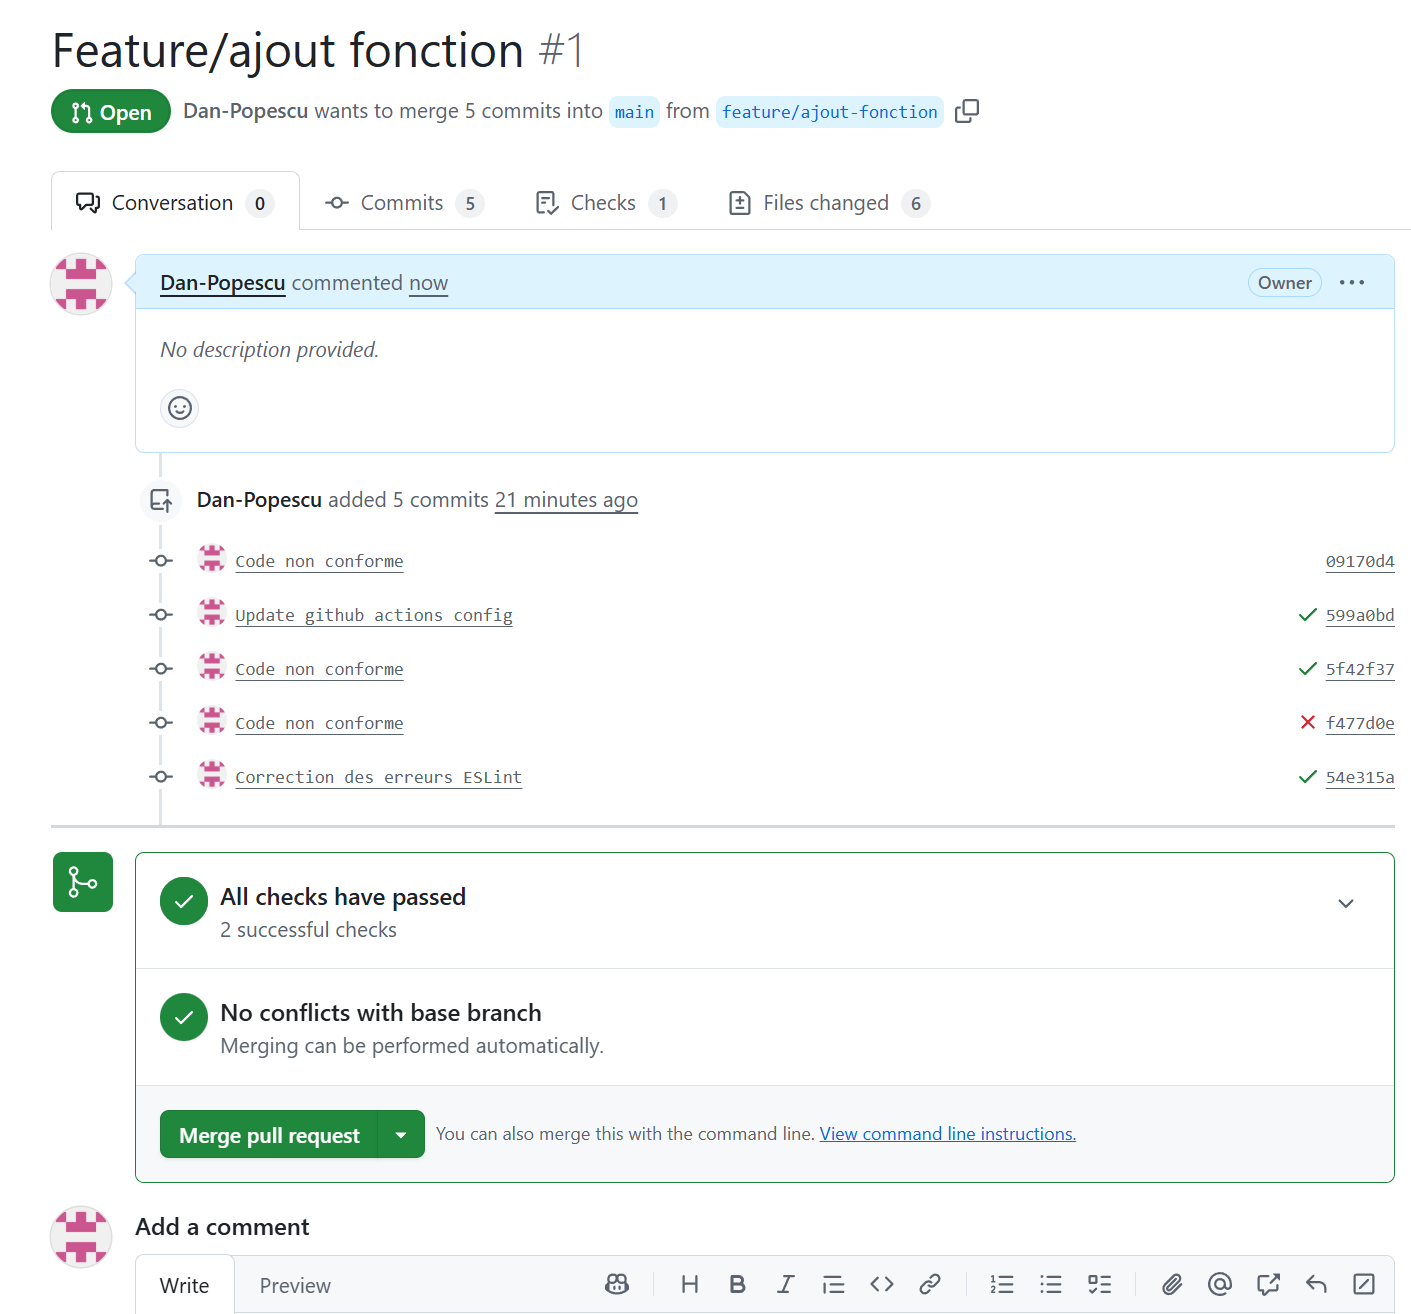 Feature/ajout fonction #1
Open Dan-Popescu wants to merge 5 commits into main from feature/ajout-fonction
Conversation 0 Commits 5 Checks 1 Files changed 6
Dan-Popescu commented now Owner
No description provided.
Dan-Popescu added 5 commits 21 minutes ago
Code non conforme 09170d4
Update github actions config 599a0bd
Code non conforme 5f42f37
Code non conforme f477d0e
Correction des erreurs ESLint 54e315a
All checks have passed
2 successful checks
No conflicts with base branch
Merging can be performed automatically.
Merge pull request You can also merge this with the command line. View command line instructions.
Add a comment
Write Preview